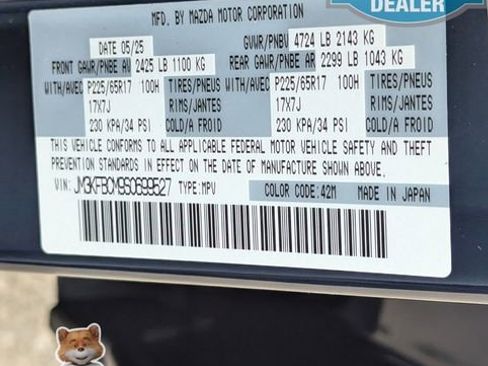 DEALER
MFD. BY MAZDA MOTOR CORPORATION
DATE 05/25 GVWR/PNBV 4724 LB 2143 KG
FRONT GAWR/PNBE AV 2425 LB 1100 KG REAR GAWR/PNBE AR 2299 LB 1043 KG
WITH/AVEC P225/65R17 100H TIRES/PNEUS WITH/AVEC P225/65R17 100H TIRES/PNEUS
17X7J RIMS/JANTES 17X7J RIMS/JANTES
230 KPA/34 PSI COLD/A FROID 230 KPA/34 PSI COLD/A FROID
THIS VEHICLE CONFORMS TO ALL APPLICABLE FEDERAL MOTOR VEHICLE SAFETY AND THEFT
PREVENTION STANDARDS IN EFFECT ON THE DATE OF MANUFACTURE SHOWN ABOVE.
VIN: JM3KFBCM9S0699527 TYPE:MPV COLOR CODE:42M MADE IN JAPAN